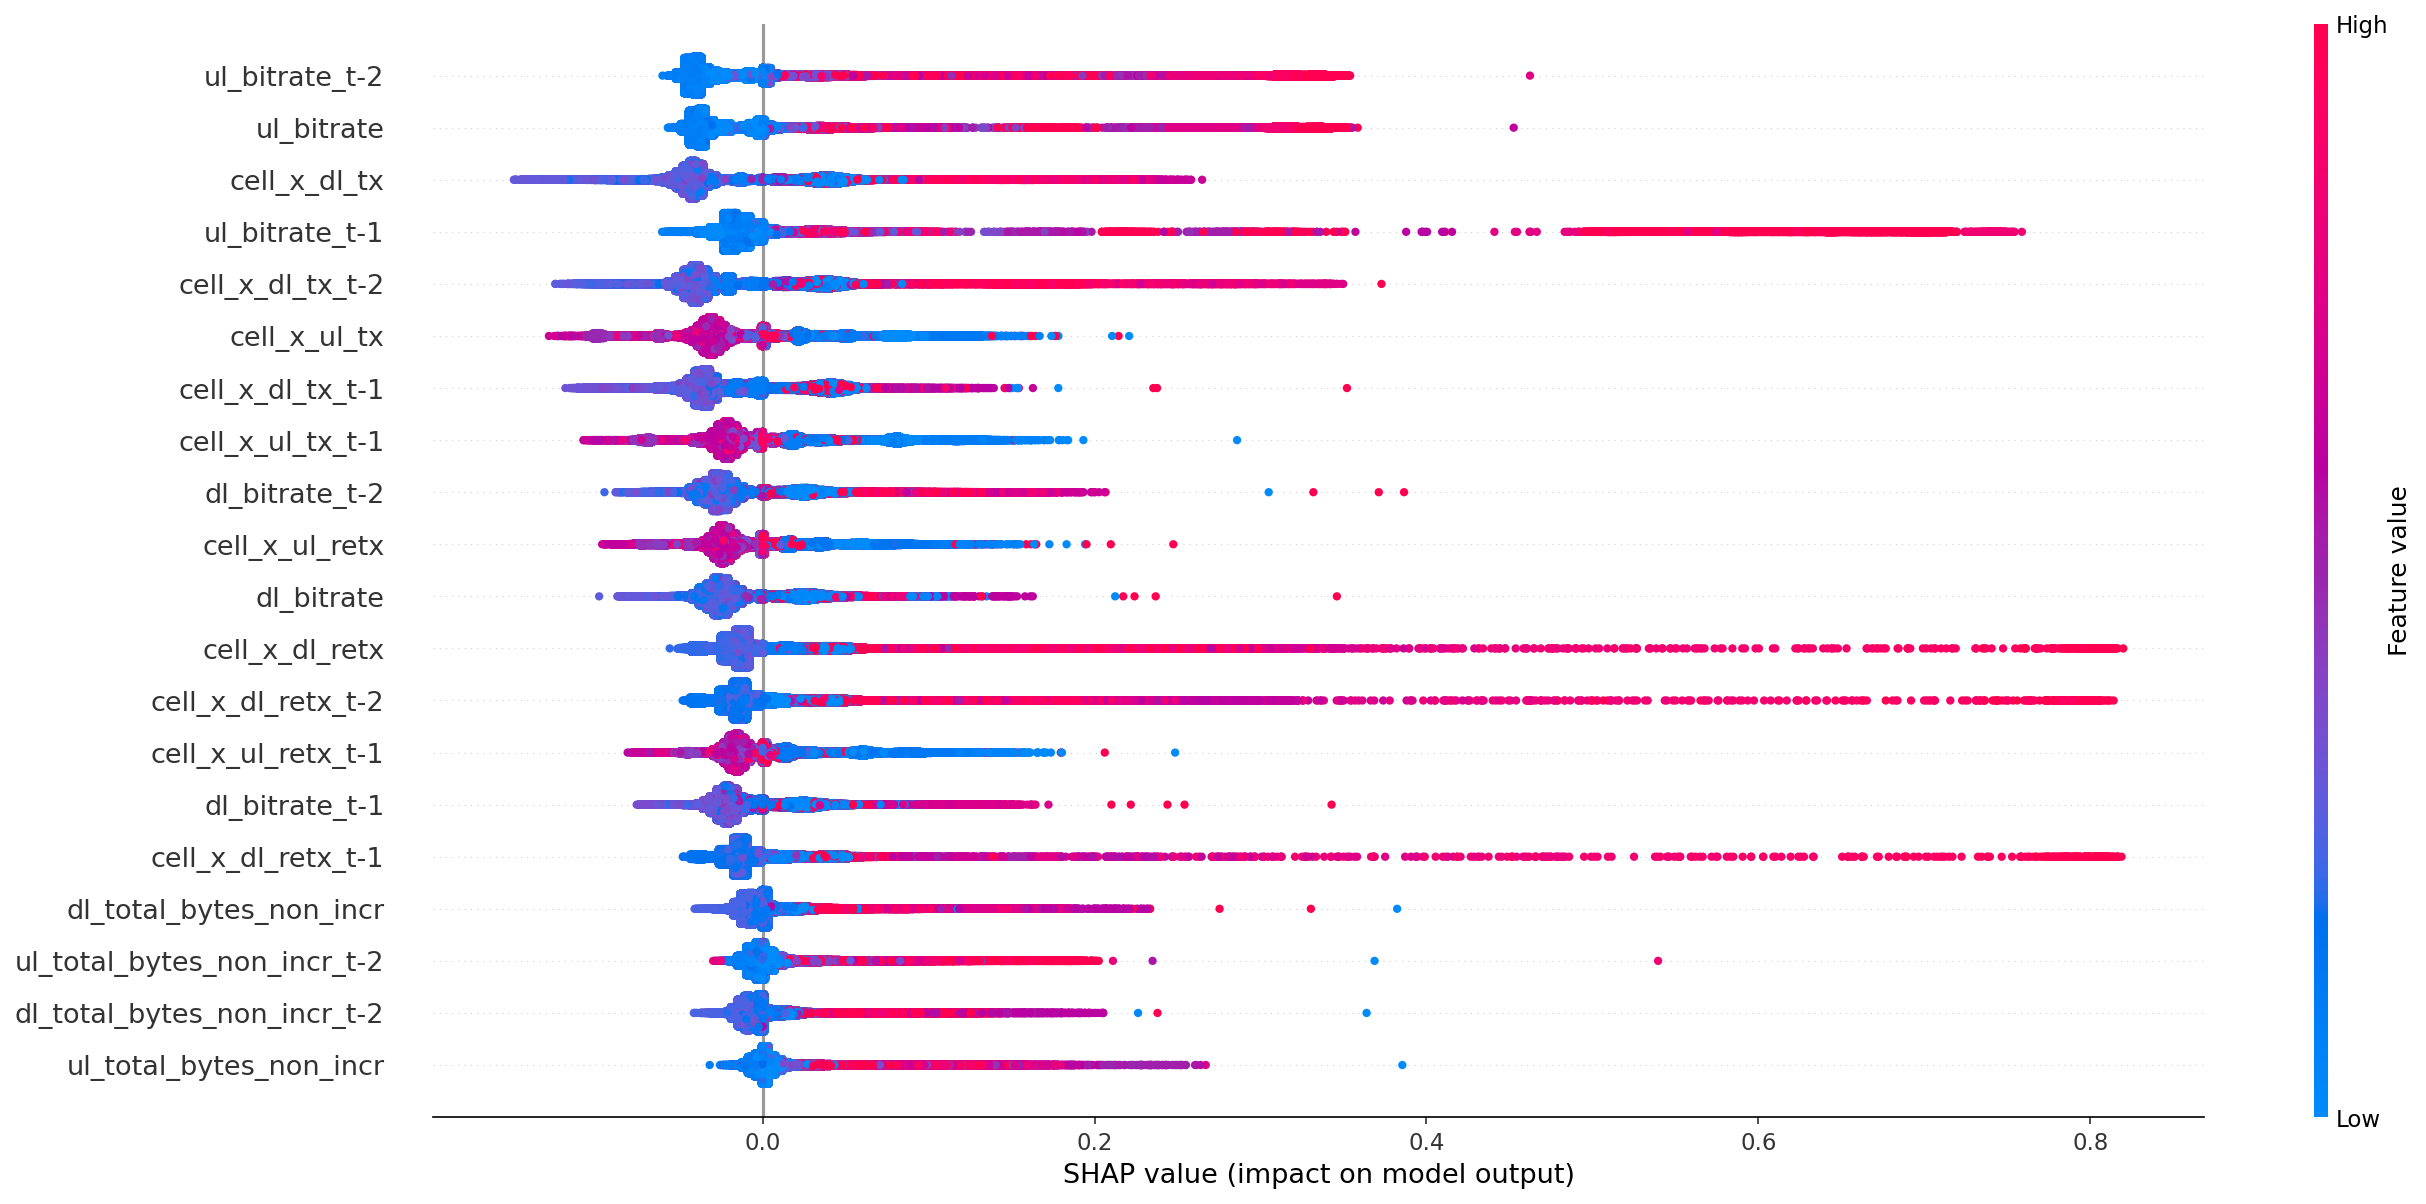 High
ul_bitrate_t-2
ul_bitrate
cell_x_dl_tx
ul_bitrate_t-1
cell_x_dl_tx_t-2
cell_x_ul_tx
cell_x_dl_tx_t-1
cell_x_ul_tx_t-1
dl_bitrate_t-2
cell_x_ul_retx
dl_bitrate
cell_x_dl_retx
cell_x_dl_retx_t-2
cell_x_ul_retx_t-1
dl_bitrate_t-1
cell_x_dl_retx_t-1
dl_total_bytes_non_incr
ul_total_bytes_non_incr_t-2
dl_total_bytes_non_incr_t-2
ul_total_bytes_non_incr
Feature value
Low
0.0 0.2 0.4 0.6 0.8
SHAP value (impact on model output)